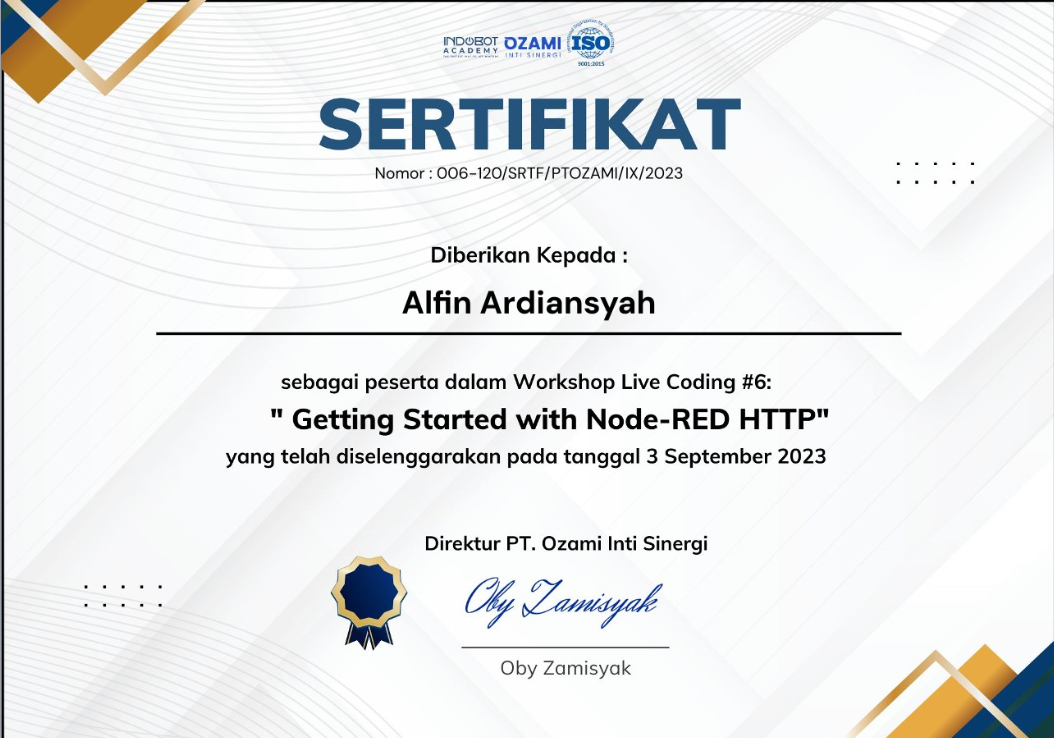 INDOBOT
ACADEMY
OZAMI
INTI SINERGI
ISO
9001:2015
SERTIFIKAT
Nomor : 006-120/SRTF/PTOZAMI/IX/2023
Diberikan Kepada :
Alfin Ardiansyah
sebagai peserta dalam Workshop Live Coding #6:
" Getting Started with Node-RED HTTP"
yang telah diselenggarakan pada tanggal 3 September 2023
Direktur PT. Ozami Inti Sinergi
Oby Zamisyak
Oby Zamisyak